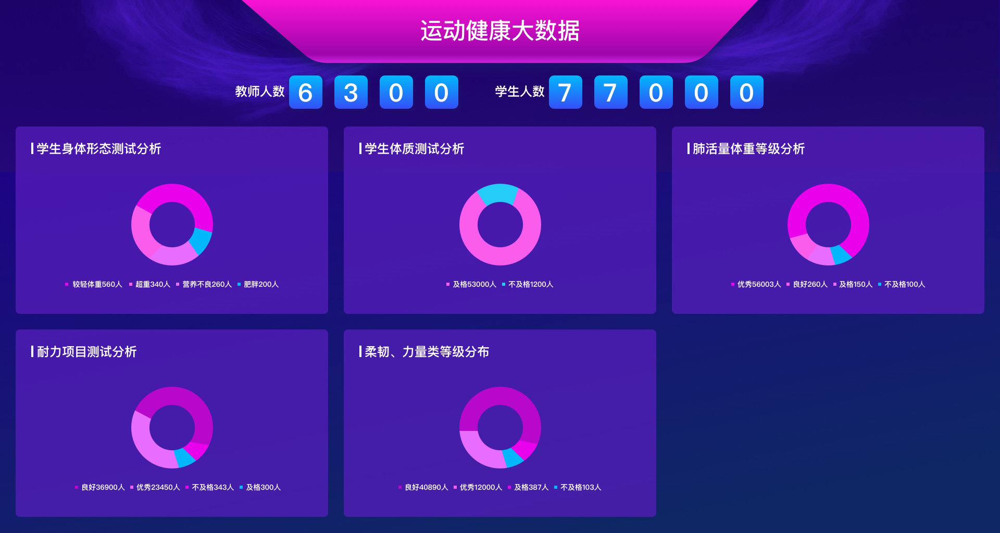 运动健康大数据
教师人数 6 3 0 0 学生人数 7 7 0 0 0
学生身体形态测试分析
较轻体重560人 超重340人 营养不良260人 肥胖200人
学生体质测试分析
及格53000人 不及格1200人
肺活量体重等级分析
优秀56003人 良好260人 及格150人 不及格100人
耐力项目测试分析
良好36900人 优秀23450人 不及格343人 及格300人
柔韧、力量类等级分布
良好40890人 优秀12000人 及格387人 不及格103人